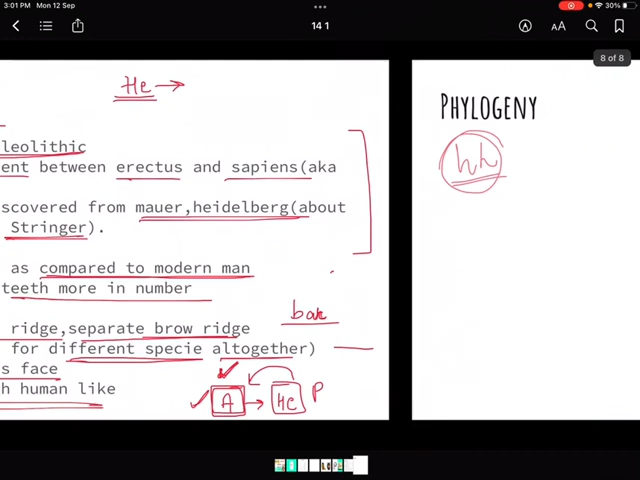 3:01 PM Mon 12 Sep
30%
14 1
AA
8 of 8
He →
leolithic
ent between erectus and sapiens(aka
scovered from mauer,heidelberg(about
Stringer).
as compared to modern man
teeth more in number
ridge,separate brow ridge
for different specie altogether)
s face
h human like
A → He P
PHYLOGENY
hh